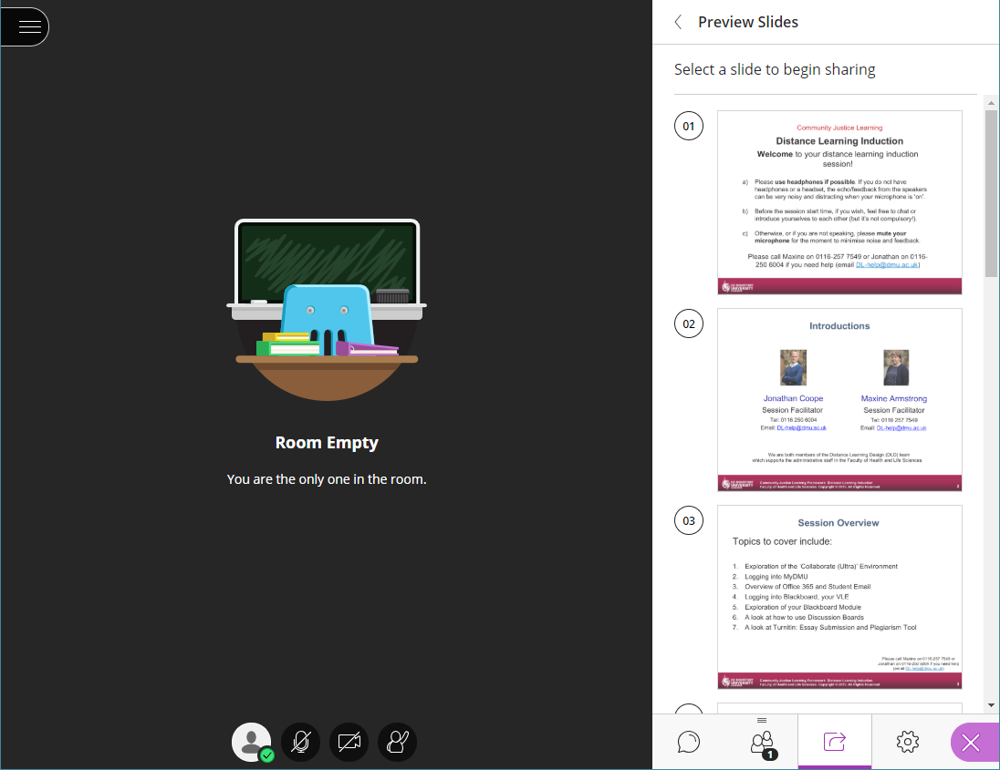 Preview Slides
Select a slide to begin sharing
01
Community Justice Learning
Distance Learning Induction
Welcome to your distance learning induction
session!
a) Please use headphones if possible. If you do not have
headphones or a headset, the echo/feedback from the speakers
can be very noisy and distracting when your microphone is 'on'.
b) Before the session start time, if you wish, feel free to chat or
introduce yourselves to each other (but it's not compulsory!).
c) Otherwise, or if you are not speaking, please mute your
microphone for the moment to minimise noise and feedback.
Please call Maxine on 0116-257 7549 or Jonathan on 0116-
250 6004 if you need help (email DL-help@dmu.ac.uk)
DE MONTFORT
UNIVERSITY
LEICESTER
02
Introductions
Jonathan Coope
Session Facilitator
Tel: 0116 250 6004
Email: DL-help@dmu.ac.uk
Maxine Armstrong
Session Facilitator
Tel: 0116 257 7549
Email: DL-help@dmu.ac.uk
We are both members of the Distance Learning Design (DLD) team
which supports the administrative staff in the Faculty of Health and Life Sciences
DE MONTFORT
UNIVERSITY
LEICESTER
Community Justice Learning Framework: Distance Learning Induction
Faculty of Health and Life Sciences. Copyright © 2015. All Rights Reserved
2
03
Session Overview
Topics to cover include:
1. Exploration of the 'Collaborate (Ultra)' Environment
2. Logging into MyDMU
3. Overview of Office 365 and Student Email
4. Logging into Blackboard, your VLE
5. Exploration of your Blackboard Module
6. A look at how to use Discussion Boards
7. A look at Turnitin: Essay Submission and Plagiarism Tool
Please call Maxine on 0116-257 7549 or
Jonathan on 0116-250 6004 if you need help
(email DL-help@dmu.ac.uk)
DE MONTFORT
UNIVERSITY
LEICESTER
Community Justice Learning Framework: Distance Learning Induction
Faculty of Health and Life Sciences. Copyright © 2015. All Rights Reserved
3
Room Empty
You are the only one in the room.
1